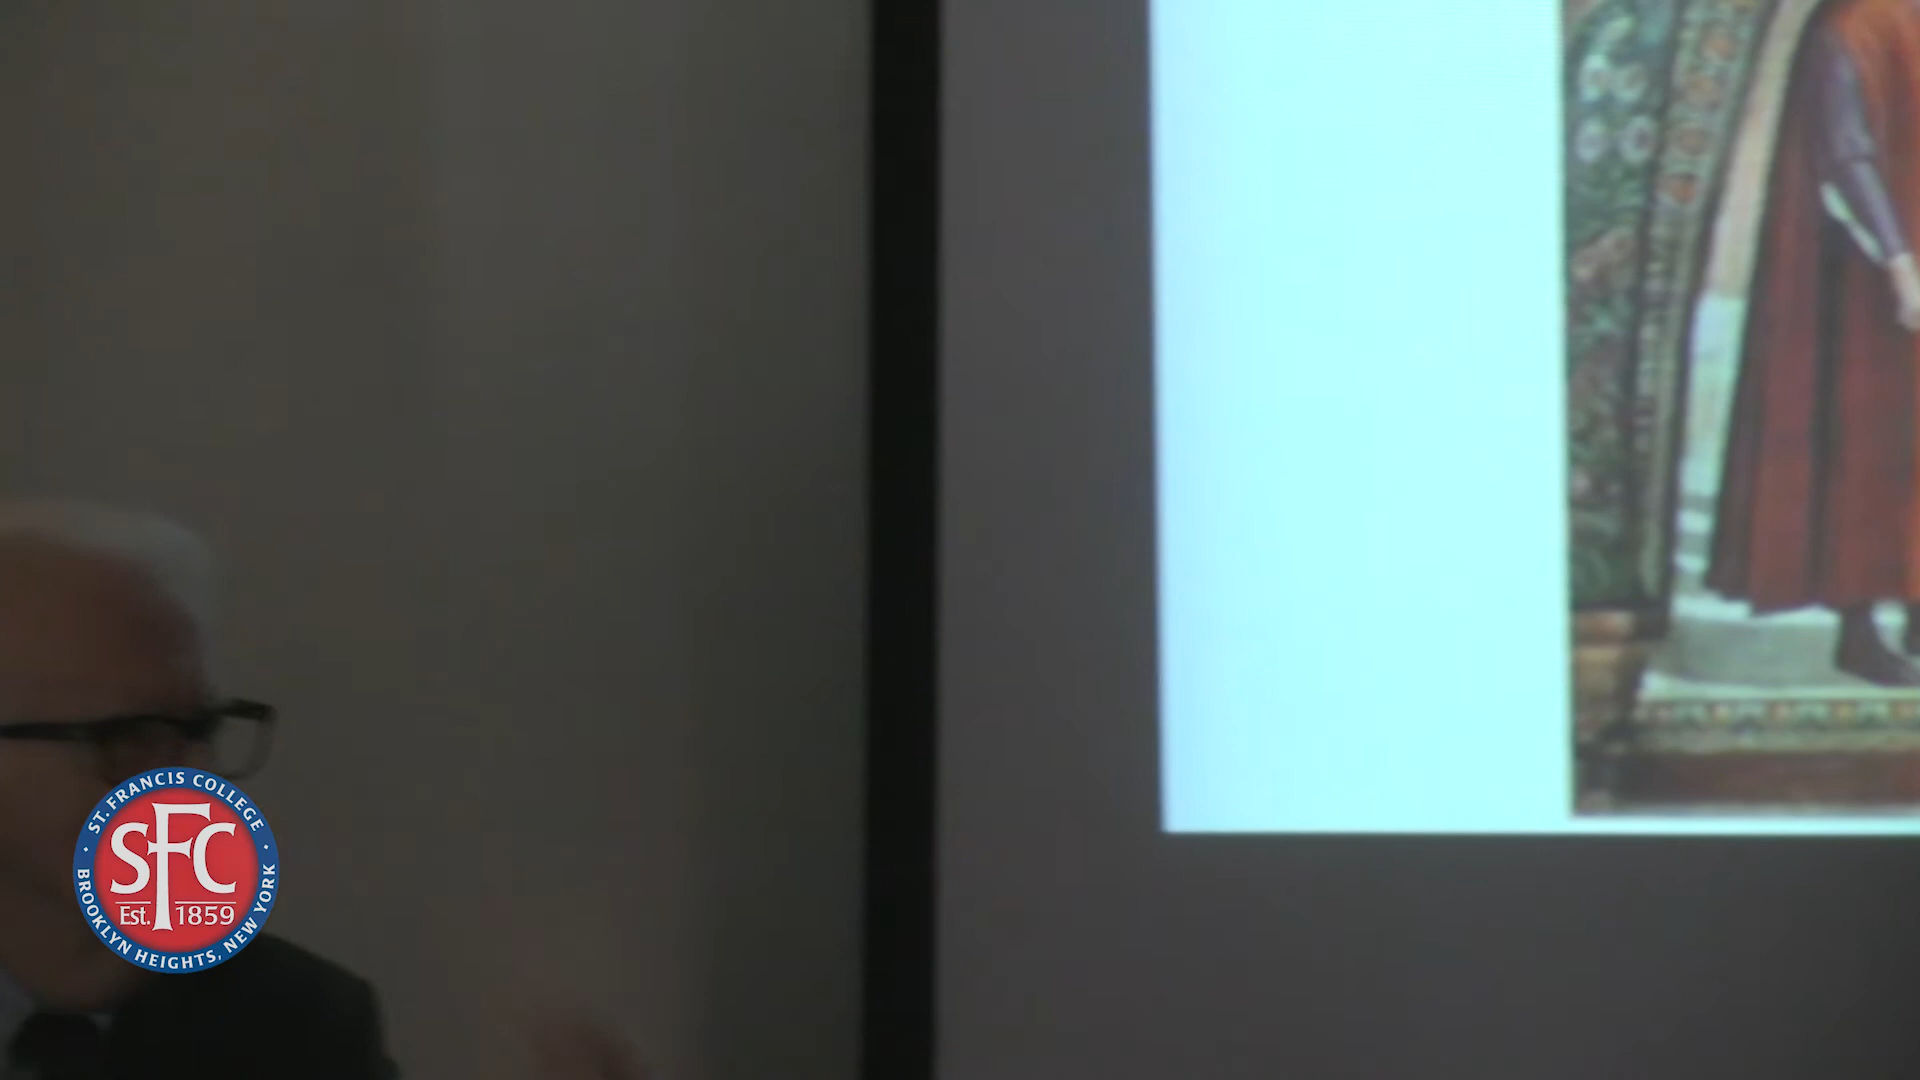 · ST. FRANCIS COLLEGE ·
SFC
Est. 1859
BROOKLYN HEIGHTS, NEW YORK